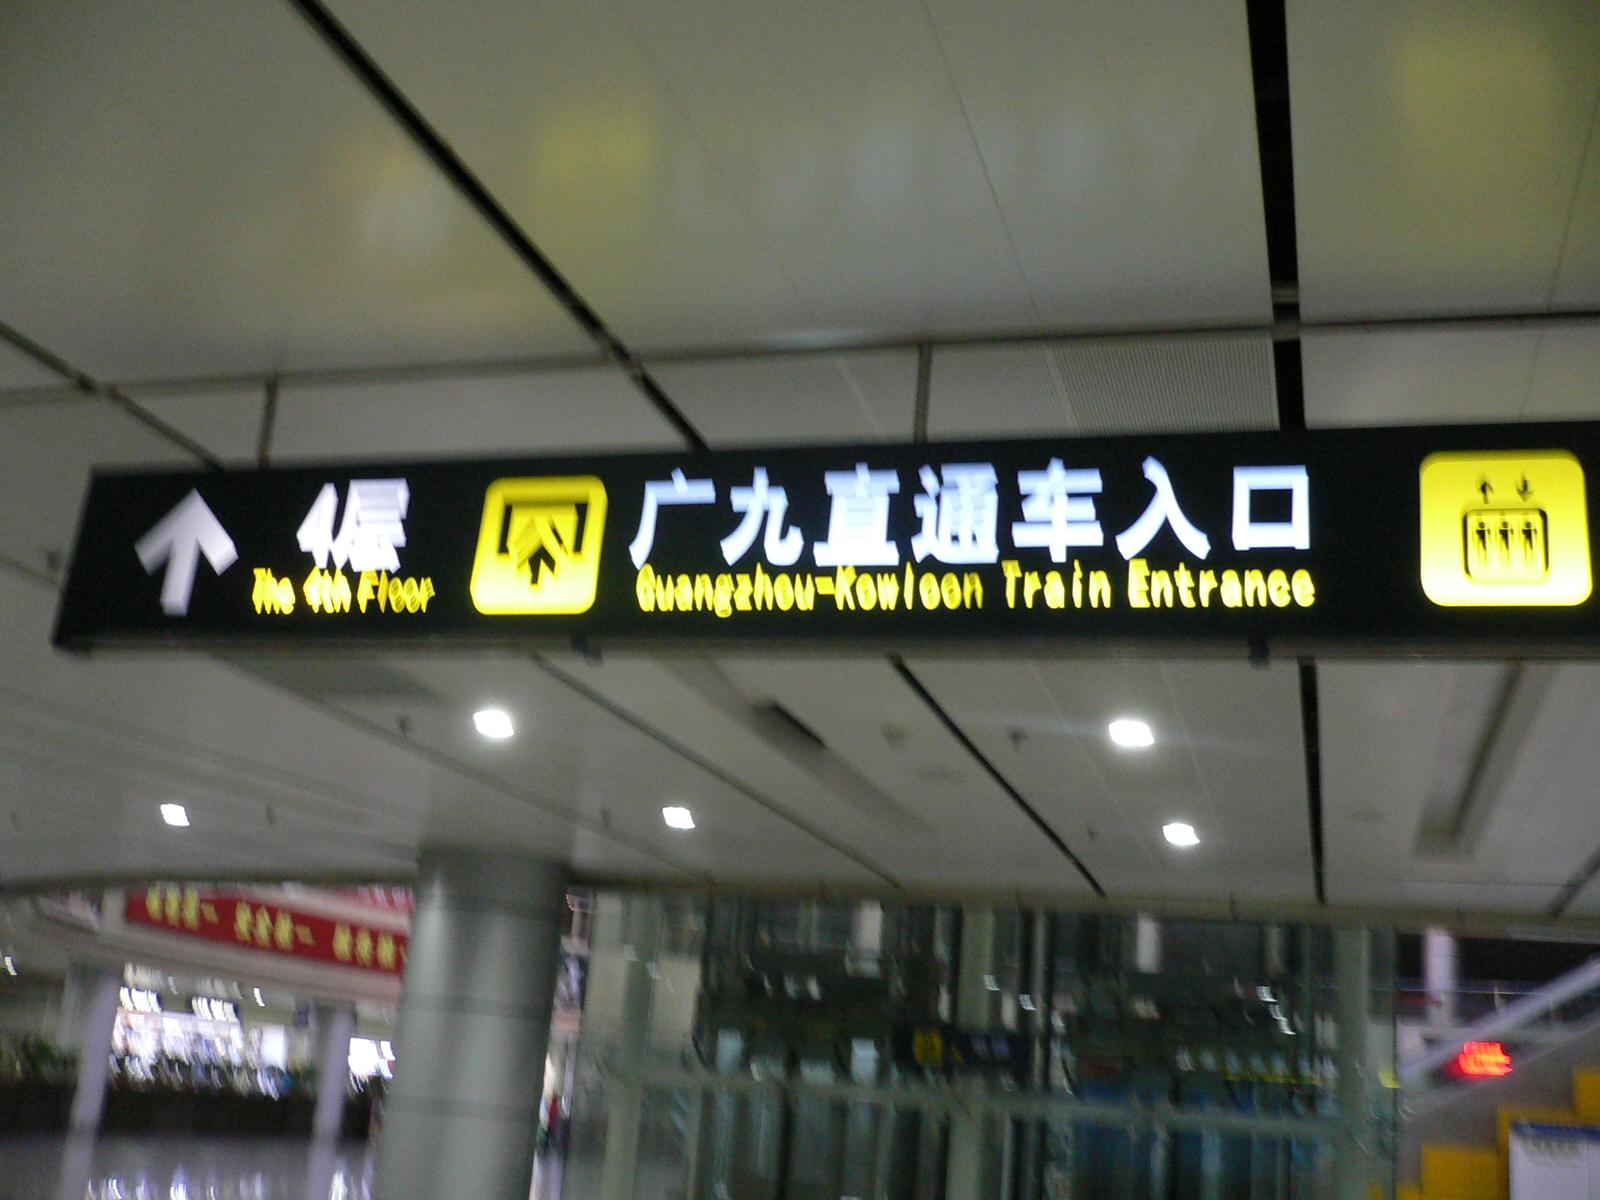 4层
The 4th Floor
广九直通车入口
Guangzhou-Kowloon Train Entrance